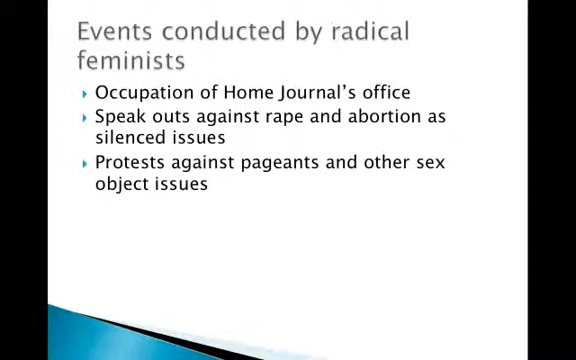 Events conducted by radical
feminists
Occupation of Home Journal's office
Speak outs against rape and abortion as
silenced issues
Protests against pageants and other sex
object issues